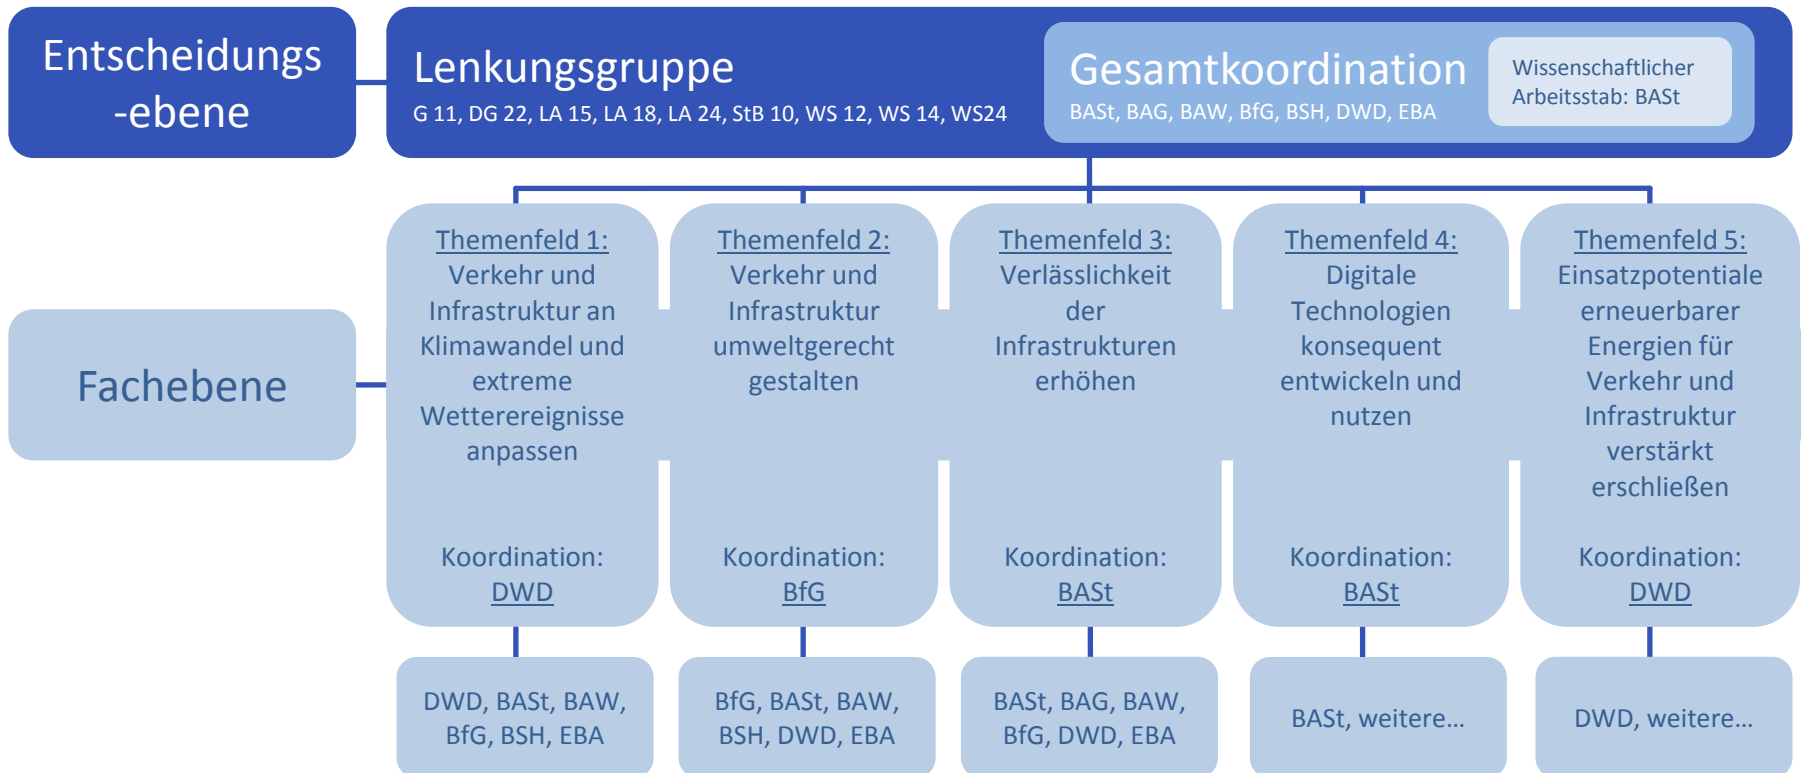 Entscheidungs
-ebene
Lenkungsgruppe
G 11, DG 22, LA 15, LA 18, LA 24, StB 10, WS 12, WS 14, WS24
Gesamtkoordination
BASt, BAG, BAW, BfG, BSH, DWD, EBA
Wissenschaftlicher
Arbeitsstab: BASt
Fachebene
Themenfeld 1:
Verkehr und
Infrastruktur an
Klimawandel und
extreme
Wetterereignisse
anpassen
Koordination:
DWD
Themenfeld 2:
Verkehr und
Infrastruktur
umweltgerecht
gestalten
Koordination:
BfG
Themenfeld 3:
Verlässlichkeit
der
Infrastrukturen
erhöhen
Koordination:
BASt
Themenfeld 4:
Digitale
Technologien
konsequent
entwickeln und
nutzen
Koordination:
BASt
Themenfeld 5:
Einsatzpotentiale
erneuerbarer
Energien für
Verkehr und
Infrastruktur
verstärkt
erschließen
Koordination:
DWD
DWD, BASt, BAW,
BfG, BSH, EBA
BfG, BASt, BAW,
BSH, DWD, EBA
BASt, BAG, BAW,
BfG, DWD, EBA
BASt, weitere...
DWD, weitere...